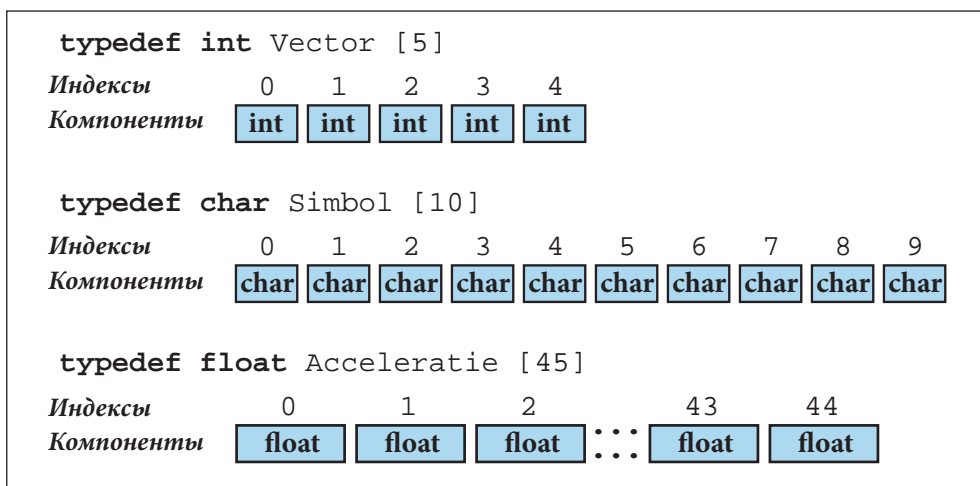 typedef int Vector [5]
Индексы 0 1 2 3 4
Компоненты int int int int int
typedef char Simbol [10]
Индексы 0 1 2 3 4 5 6 7 8 9
Компоненты char char char char char char char char char char
typedef float Acceleratie [45]
Индексы 0 1 2 43 44
Компоненты float float float ... float float